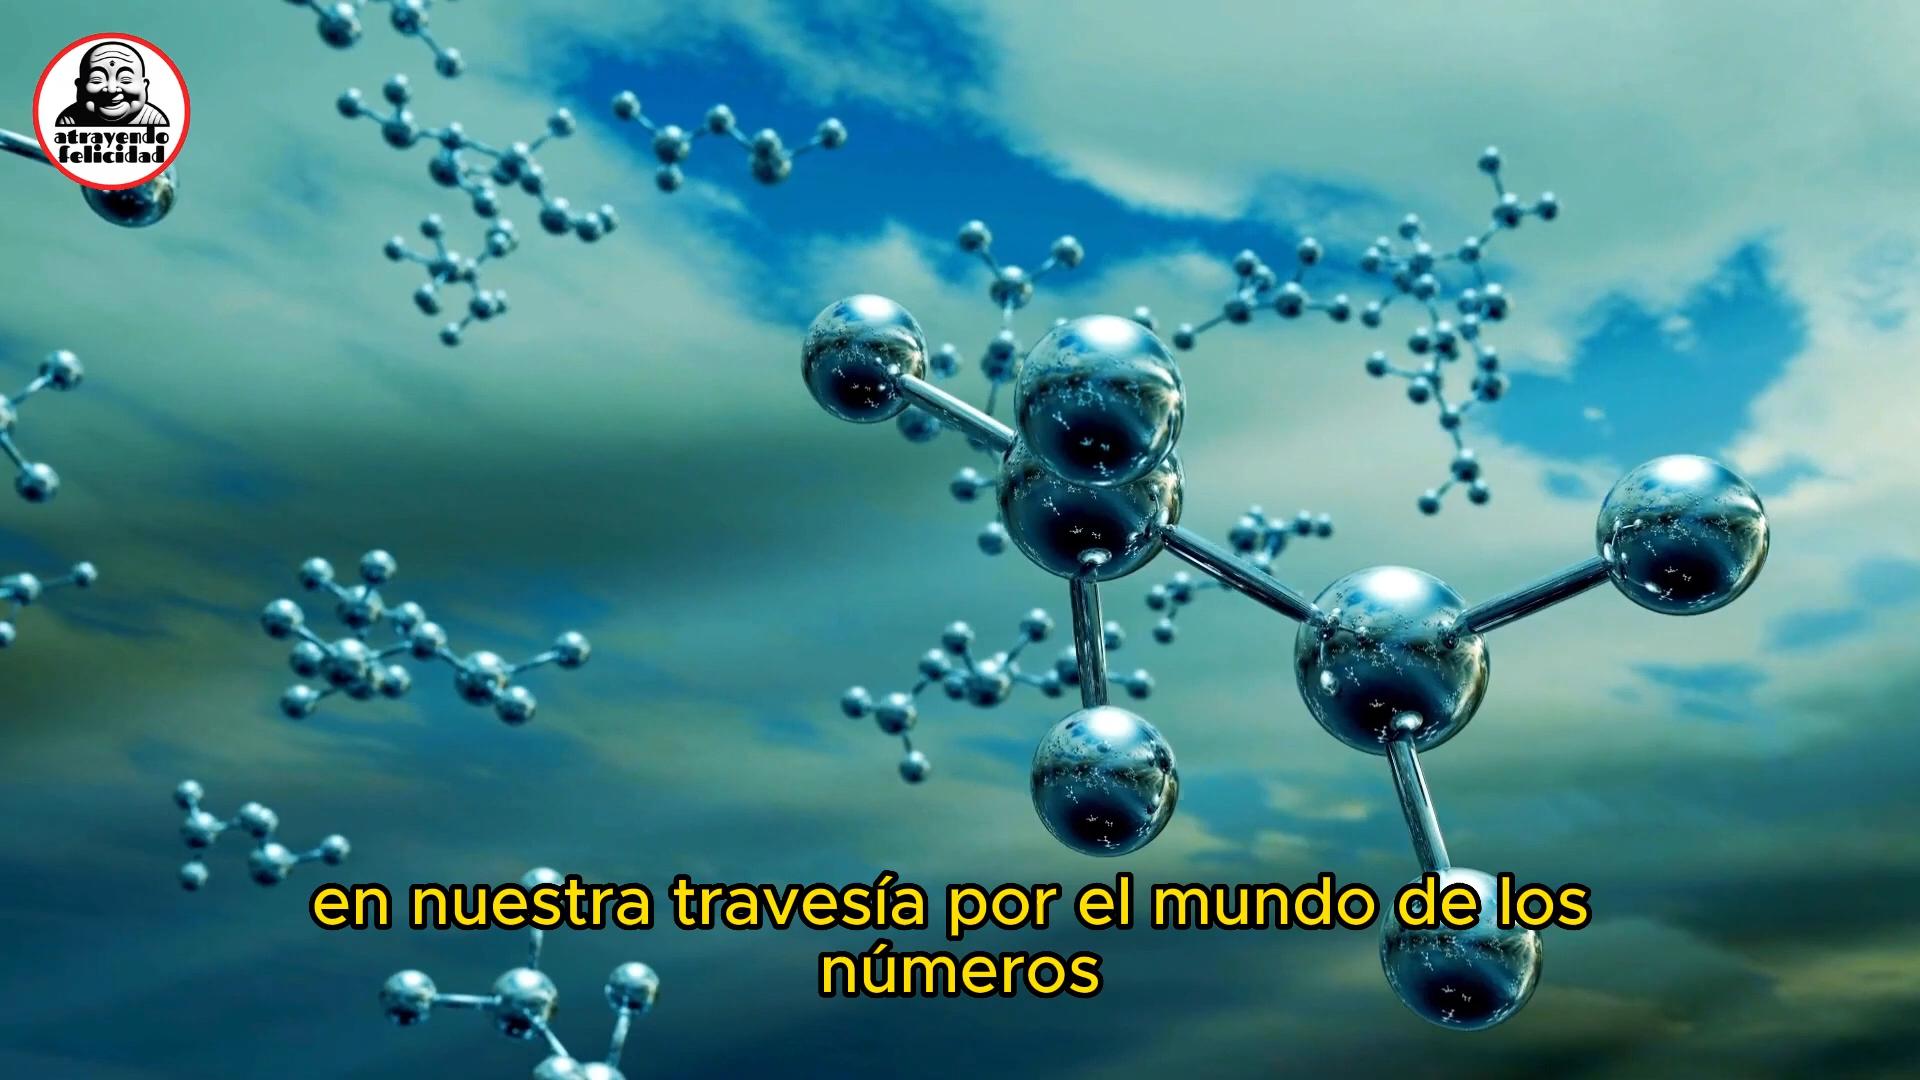 atrayendo
felicidad
en nuestra travesía por el mundo de los
números